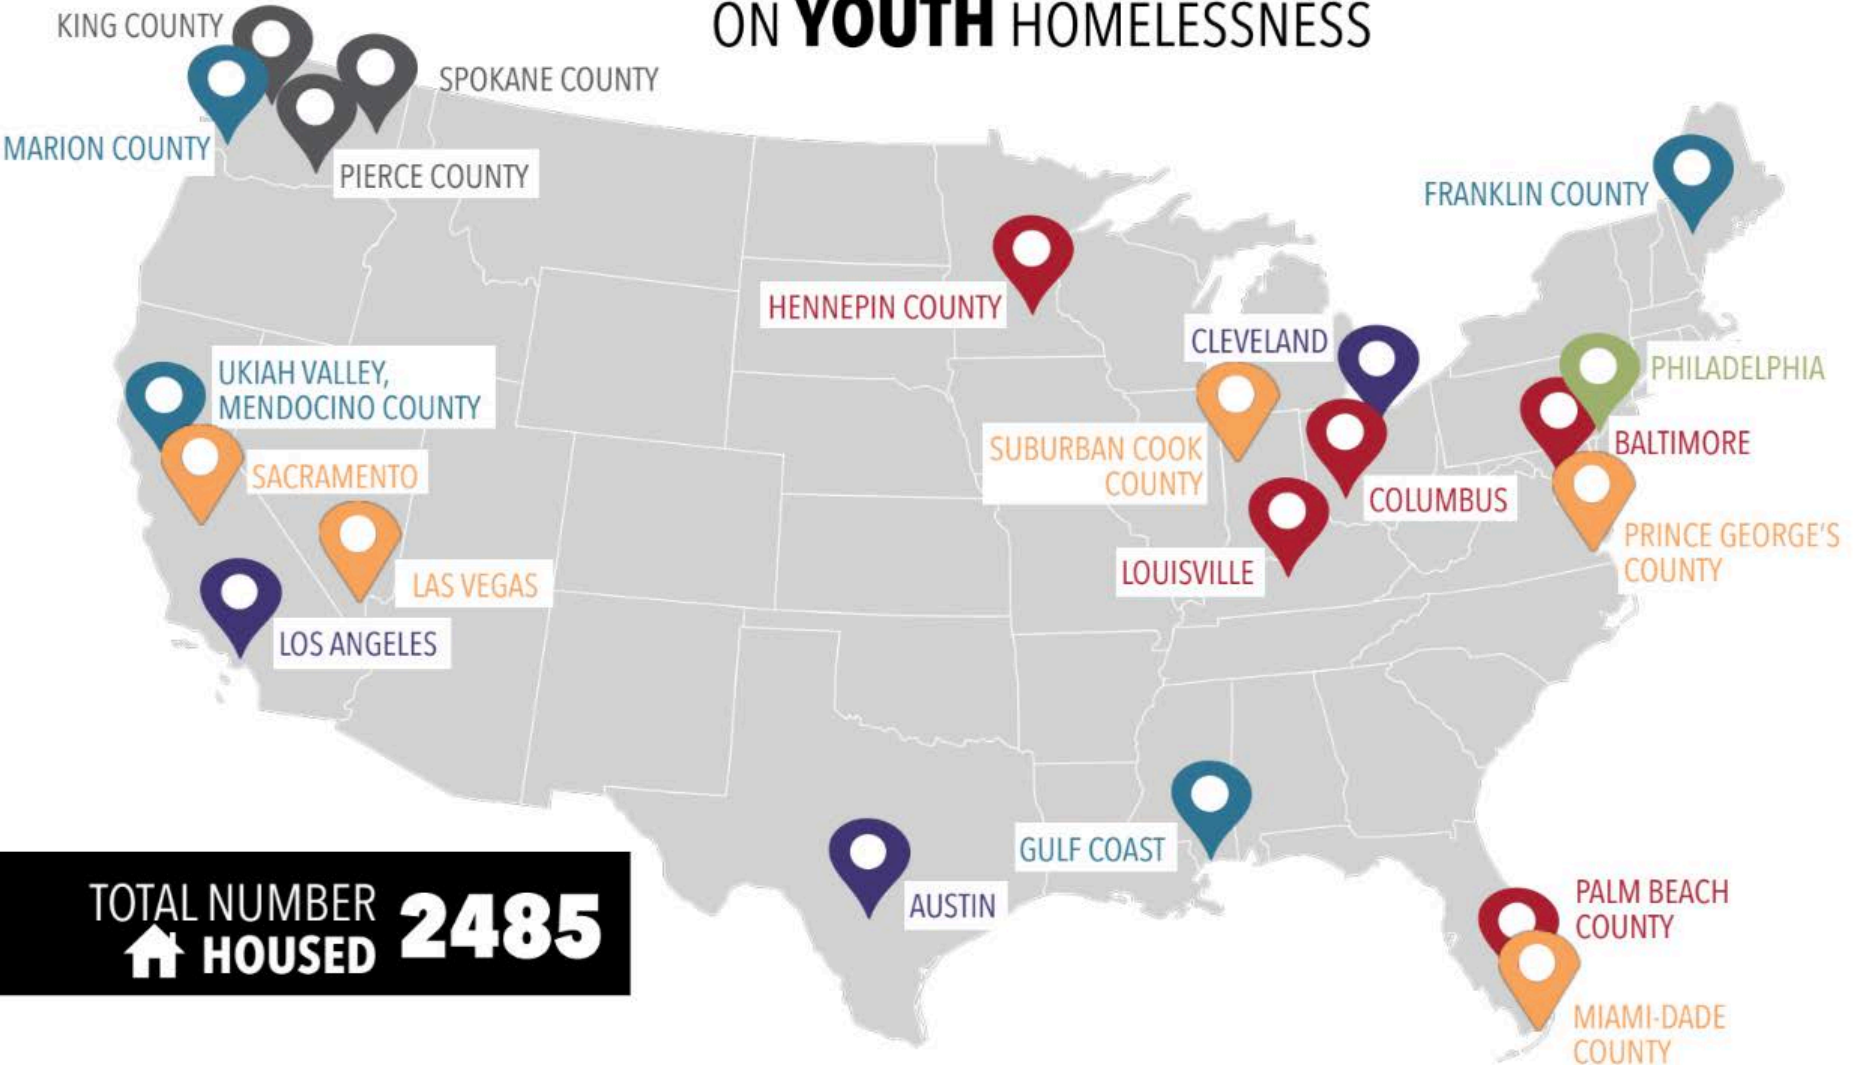 ON YOUTH HOMELESSNESS
KING COUNTY
SPOKANE COUNTY
MARION COUNTY
PIERCE COUNTY
FRANKLIN COUNTY
HENNEPIN COUNTY
CLEVELAND
UKIAH VALLEY,
MENDOCINO COUNTY
PHILADELPHIA
SUBURBAN COOK
COUNTY
BALTIMORE
SACRAMENTO
COLUMBUS
PRINCE GEORGE'S
COUNTY
LOUISVILLE
LAS VEGAS
LOS ANGELES
GULF COAST
AUSTIN
PALM BEACH
COUNTY
MIAMI-DADE
COUNTY
TOTAL NUMBER
HOUSED 2485